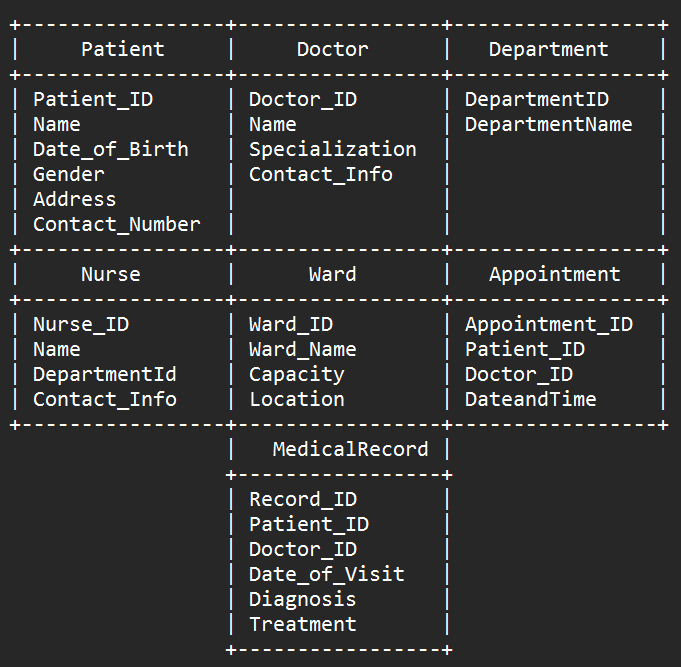 +-----------------+-----------------+-----------------+
|     Patient     |     Doctor      |   Department    |
+-----------------+-----------------+-----------------+
| Patient_ID      | Doctor_ID       | DepartmentID    |
| Name            | Name            | DepartmentName  |
| Date_of_Birth   | Specialization  |                 |
| Gender          | Contact_Info    |                 |
| Address         |                 |                 |
| Contact_Number  |                 |                 |
+-----------------+-----------------+-----------------+
|     Nurse       |      Ward       |   Appointment   |
+-----------------+-----------------+-----------------+
| Nurse_ID        | Ward_ID         | Appointment_ID  |
| Name            | Ward_Name       | Patient_ID      |
| DepartmentId    | Capacity        | Doctor_ID       |
| Contact_Info    | Location        | DateandTime     |
+-----------------+-----------------+-----------------+
                  |   MedicalRecord |
                  +-----------------+
                  | Record_ID       |
                  | Patient_ID      |
                  | Doctor_ID       |
                  | Date_of_Visit   |
                  | Diagnosis       |
                  | Treatment       |
                  +-----------------+